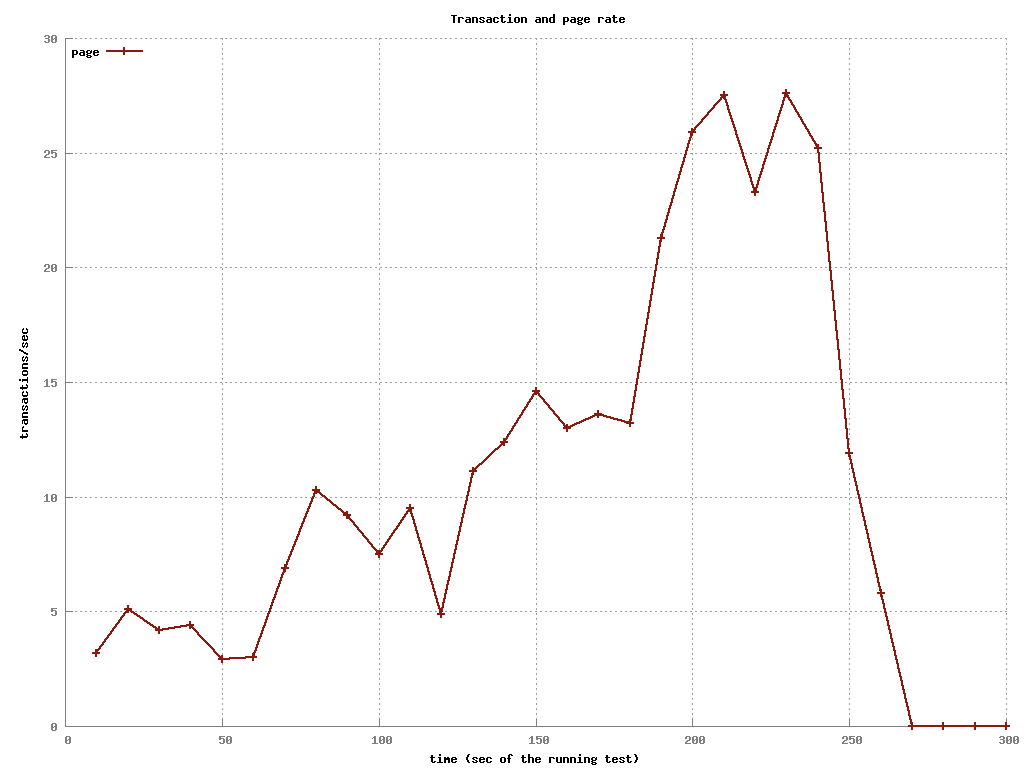 Transaction and page rate
page
30
25
20
15
10
5
0
transactions/sec
0 50 100 150 200 250 300
time (sec of the running test)